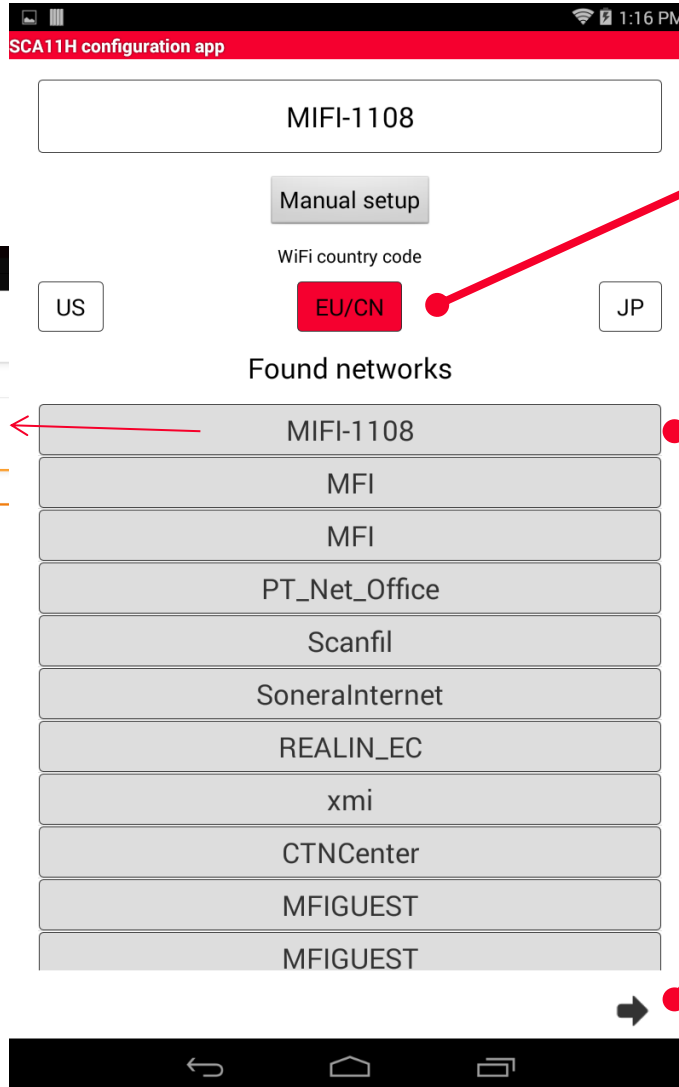 1:16 PM
SCA11H configuration app
MIFI-1108
Manual setup
WiFi country code
US EU/CN JP
Found networks
MIFI-1108
MFI
MFI
PT_Net_Office
Scanfil
SoneraInternet
REALIN_EC
xmi
CTNCenter
MFIGUEST
MFIGUEST